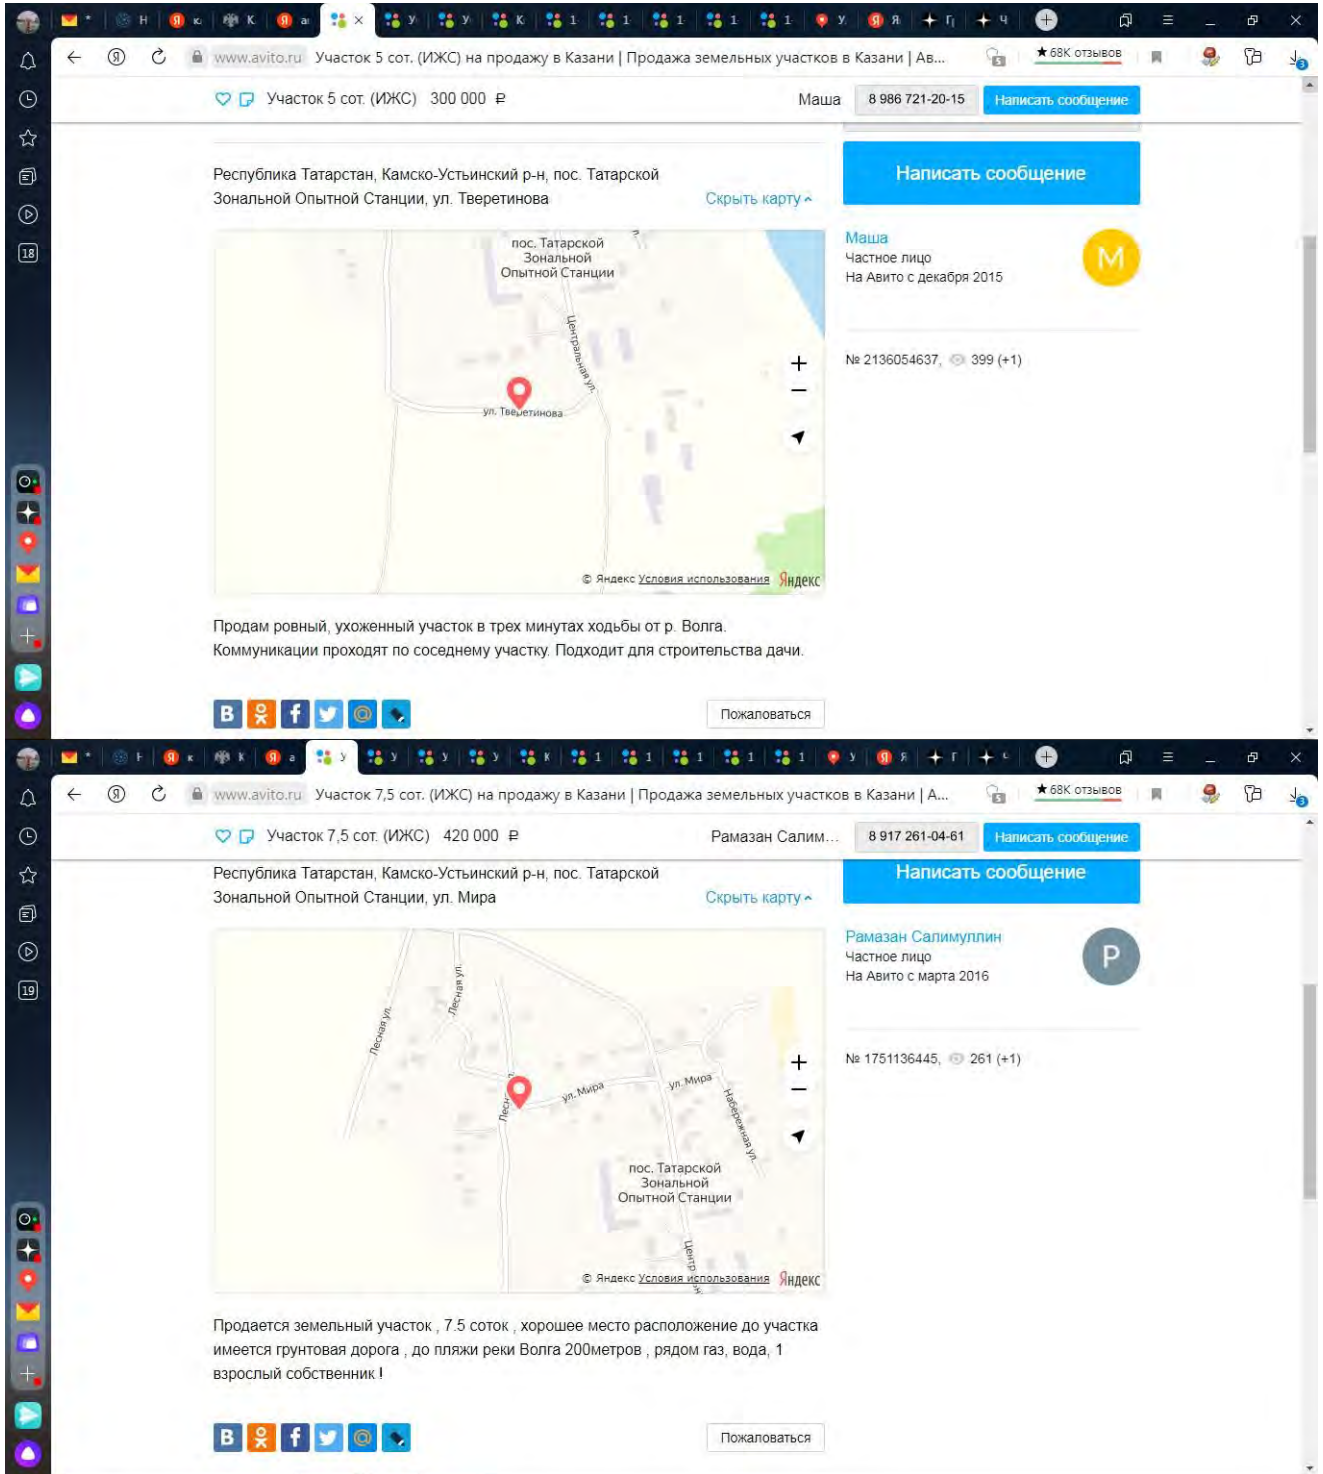 www.avito.ru Участок 5 сот. (ИЖС) на продажу в Казани | Продажа земельных участков в Казани | Ав... ★ 68К отзывов
Участок 5 сот. (ИЖС) 300 000 ₽ Маша 8 986 721-20-15 Написать сообщение
Республика Татарстан, Камско-Устьинский р-н, пос. Татарской
Зональной Опытной Станции, ул. Тверетинова
Скрыть карту
Написать сообщение
Маша
Частное лицо
На Авито с декабря 2015
М
№ 2136054637, 399 (+1)
18
пос. Татарской
Зональной
Опытной Станции
Центральная ул.
ул. Тверетинова
© Яндекс Условия использования Яндекс
Продам ровный, ухоженный участок в трех минутах ходьбы от р. Волга.
Коммуникации проходят по соседнему участку. Подходит для строительства дачи.
Пожаловаться
www.avito.ru Участок 7,5 сот. (ИЖС) на продажу в Казани | Продажа земельных участков в Казани | А... ★ 68К отзывов
Участок 7,5 сот. (ИЖС) 420 000 ₽ Рамазан Салим... 8 917 261-04-61 Написать сообщение
Республика Татарстан, Камско-Устьинский р-н, пос. Татарской
Зональной Опытной Станции, ул. Мира
Скрыть карту
Написать сообщение
Рамазан Салимуллин
Частное лицо
На Авито с марта 2016
Р
№ 1751136445, 261 (+1)
19
Лесная ул.
Лесная ул.
ул. Мира
ул. Мира
Набережная ул.
пос. Татарской
Зональной
Опытной Станции
© Яндекс Условия использования Яндекс
Продается земельный участок , 7.5 соток , хорошее место расположение до участка
имеется грунтовая дорога , до пляжи реки Волга 200метров , рядом газ, вода, 1
взрослый собственник !
Пожаловаться